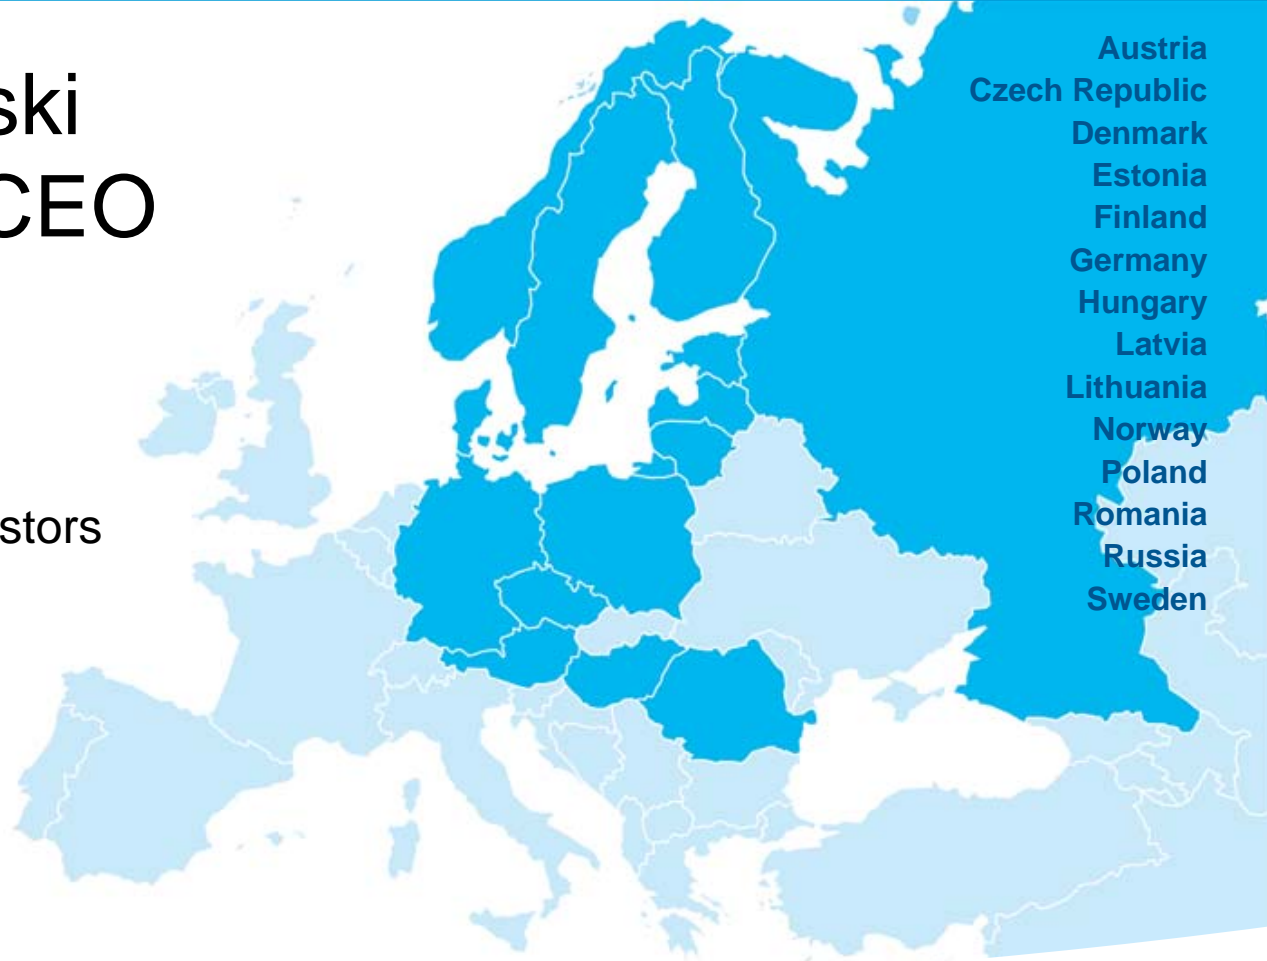 ski
CEO
stors
Austria
Czech Republic
Denmark
Estonia
Finland
Germany
Hungary
Latvia
Lithuania
Norway
Poland
Romania
Russia
Sweden